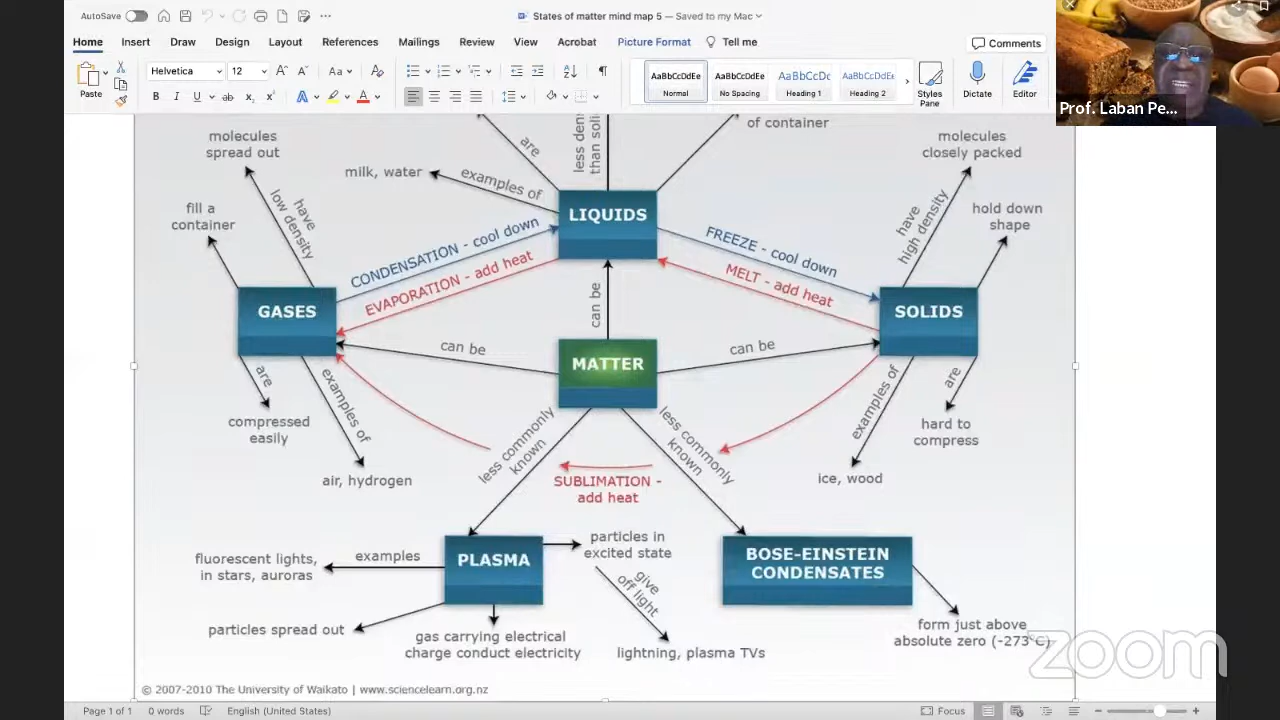 AutoSave
States of matter mind map 5 — Saved to my Mac
Home Insert Draw Design Layout References Mailings Review View Acrobat Picture Format Tell me
Comments
Paste
Helvetica 12
AaBbCcDdEe
Normal
AaBbCcDdEe
No Spacing
AaBbCcDc
Heading 1
AaBbCcDdEe
Heading 2
Styles
Pane
Dictate
Editor
Prof. Laban Pe...
molecules
spread out
are
less den
than soli
of container
molecules
closely packed
milk, water
examples of
LIQUIDS
fill a
container
have
low density
have
high density
hold down
shape
CONDENSATION - cool down
EVAPORATION - add heat
FREEZE - cool down
MELT - add heat
GASES
can be
SOLIDS
can be
MATTER
can be
are
examples of
compressed
easily
air, hydrogen
less commonly
known
less commonly
known
examples of
are
hard to
compress
ice, wood
SUBLIMATION -
add heat
fluorescent lights,
in stars, auroras
examples
PLASMA
particles in
excited state
give
off light
BOSE-EINSTEIN
CONDENSATES
particles spread out
gas carrying electrical
charge conduct electricity
lightning, plasma TVs
form just above
absolute zero (-273°C)
zoom
© 2007-2010 The University of Waikato | www.sciencelearn.org.nz
Page 1 of 1 0 words English (United States) Focus